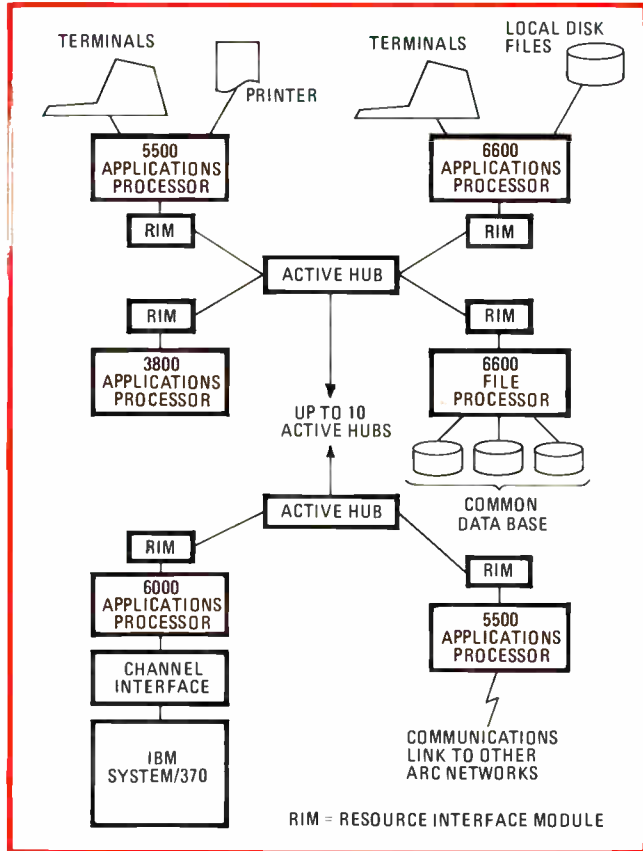 TERMINALS
PRINTER
TERMINALS
LOCAL DISK
FILES
5500
APPLICATIONS
PROCESSOR
6600
APPLICATIONS
PROCESSOR
RIM
RIM
ACTIVE HUB
RIM
RIM
3800
APPLICATIONS
PROCESSOR
6600
FILE
PROCESSOR
UP TO 10
ACTIVE HUBS
COMMON
DATA BASE
ACTIVE HUB
RIM
RIM
6000
APPLICATIONS
PROCESSOR
5500
APPLICATIONS
PROCESSOR
CHANNEL
INTERFACE
IBM
SYSTEM/370
COMMUNICATIONS
LINK TO OTHER
ARC NETWORKS
RIM = RESOURCE INTERFACE MODULE